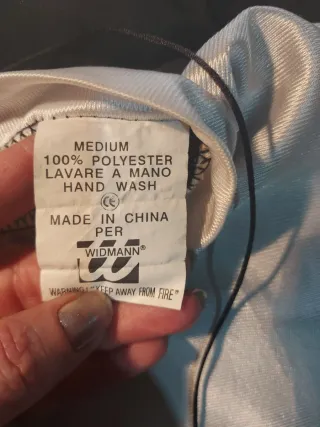 MEDIUM
100% POLYESTER
LAVARE A MANO
HAND WASH
CE
MADE IN CHINA
PER
WIDMANN®
WARNING! KEEP AWAY FROM FIRE